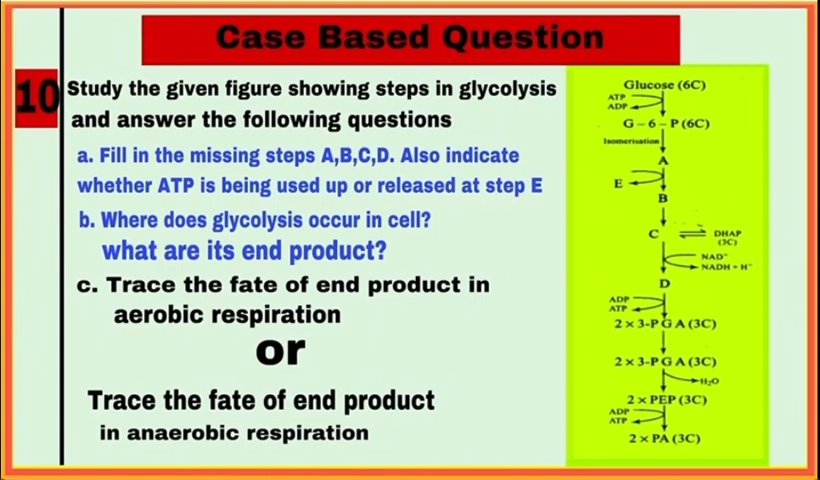 Case Based Question
10
Study the given figure showing steps in glycolysis
and answer the following questions
a. Fill in the missing steps A,B,C,D. Also indicate
whether ATP is being used up or released at step E
b. Where does glycolysis occur in cell?
what are its end product?
c. Trace the fate of end product in
aerobic respiration
or
Trace the fate of end product
in anaerobic respiration
Glucose (6C)
ATP
ADP
G – 6 – P (6C)
Isomerisation
A
E
B
C
DHAP
(3C)
NAD⁺
NADH + H⁺
D
ADP
ATP
2 × 3-P G A (3C)
2 × 3-P G A (3C)
H₂O
2 × PEP (3C)
ADP
ATP
2 × PA (3C)